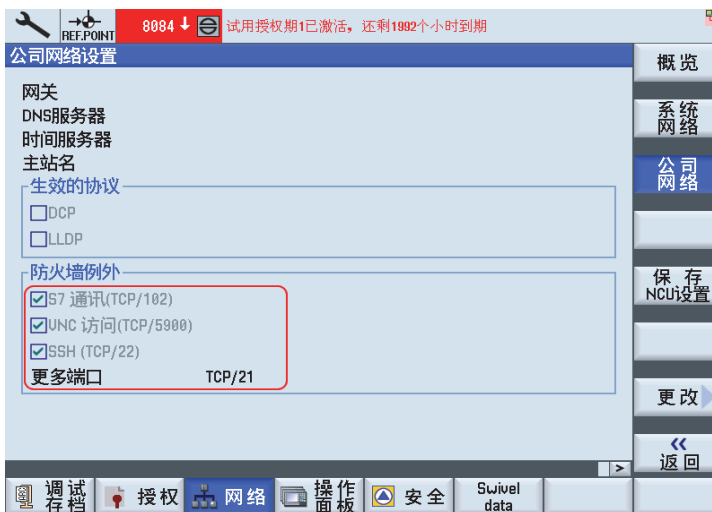 REF.POINT
8084 ↓ 试用授权期1已激活，还剩1992个小时到期
公司网络设置
网关
DNS服务器
时间服务器
主站名
生效的协议
DCP
LLDP
防火墙例外
S7 通讯(TCP/102)
VNC 访问(TCP/5900)
SSH (TCP/22)
更多端口 TCP/21
概览
系统
网络
公司
网络
保 存
NCU设置
更改
«
返回
>
调试
存档
授权
网络
操作
面板
安全
Swivel
data